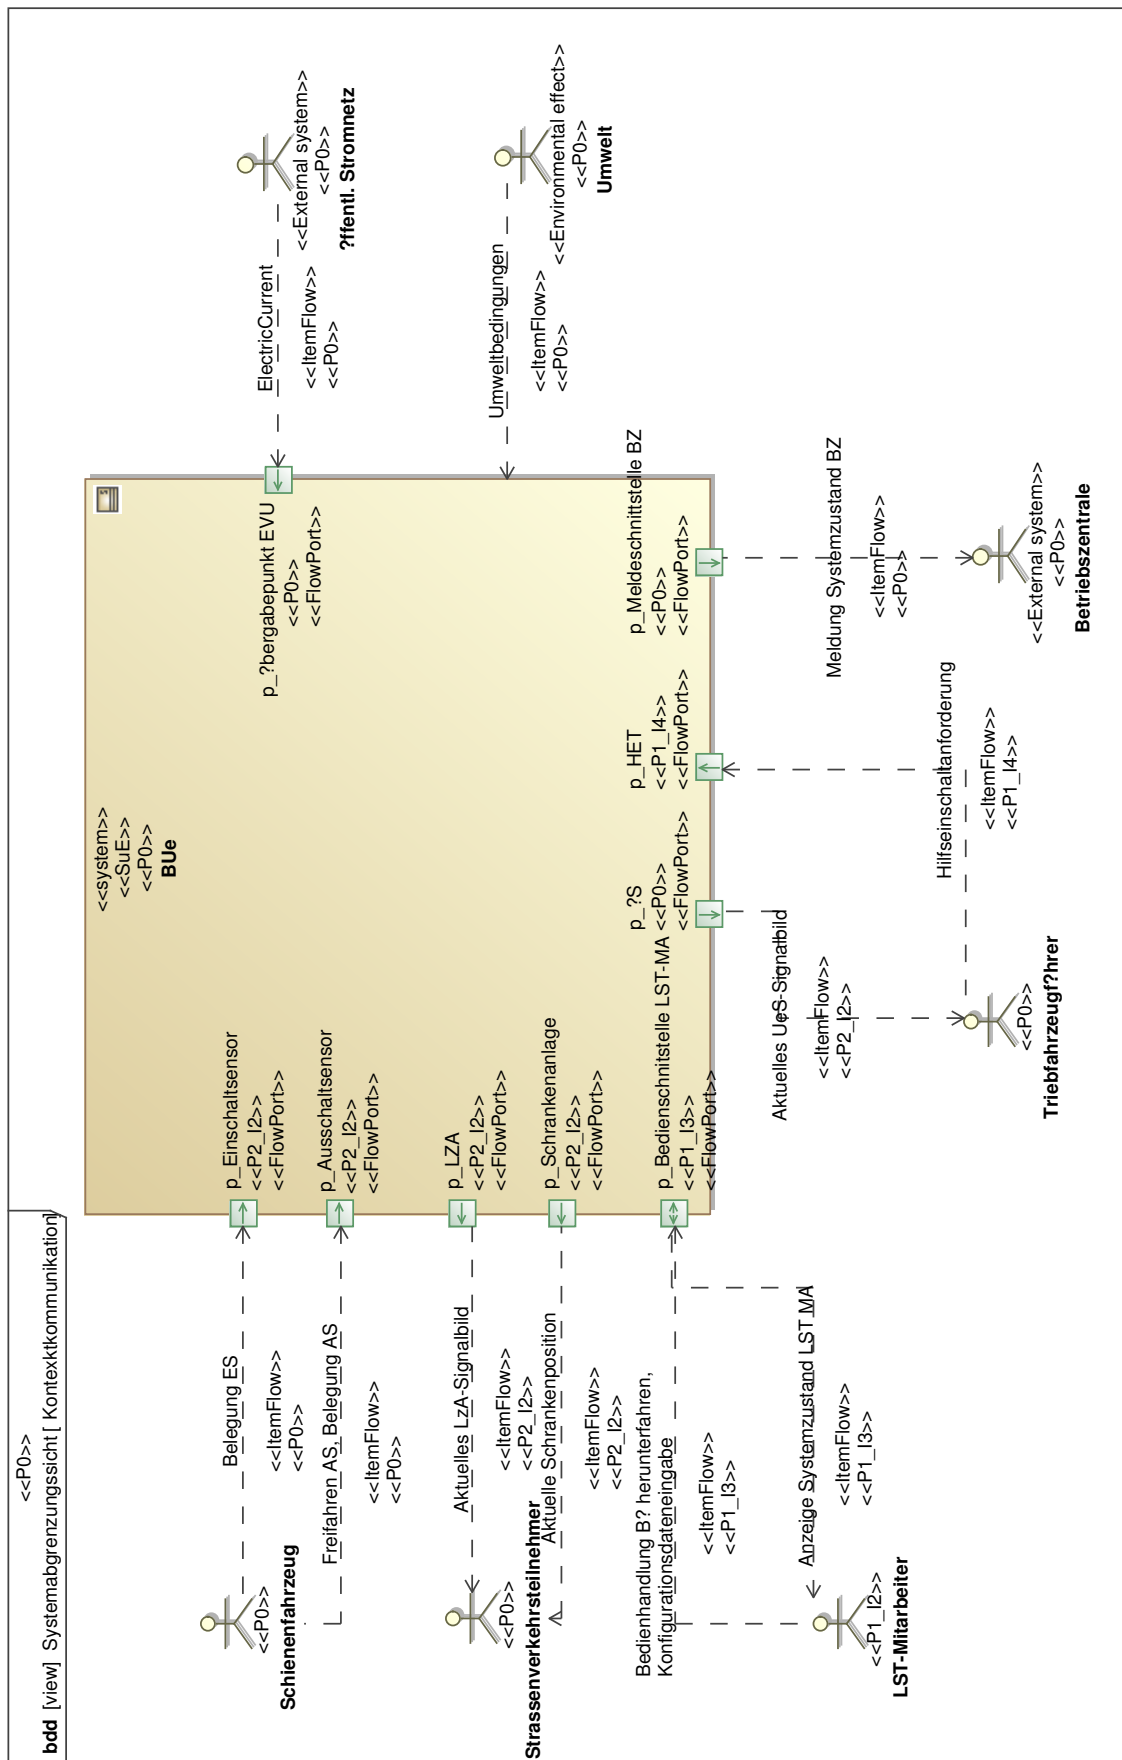 <<P0>>
bdd [view] Systemabgrenzungssicht [ Kontextkommunikation]
<<system>>
<<SuE>>
<<P0>>
BUe
Belegung ES
<<ItemFlow>>
<<P0>>
p_Einschaltsensor
<<P2_I2>>
<<FlowPort>>
<<P0>>
Schienenfahrzeug
Freifahren AS, Belegung AS
<<ItemFlow>>
<<P0>>
p_Ausschaltsensor
<<P2_I2>>
<<FlowPort>>
p_?bergabepunkt EVU
<<P0>>
<<FlowPort>>
ElectricCurrent
<<ItemFlow>>
<<P0>>
<<External system>>
<<P0>>
?ffentl. Stromnetz
Aktuelles LzA-Signalbild
<<ItemFlow>>
<<P2_I2>>
p_LZA
<<P2_I2>>
<<FlowPort>>
<<P0>>
Strassenverkehrsteilnehmer
Aktuelle Schrankenposition
<<ItemFlow>>
<<P2_I2>>
p_Schrankenanlage
<<P2_I2>>
<<FlowPort>>
Umweltbedingungen
<<ItemFlow>>
<<P0>>
<<Environmental effect>>
<<P0>>
Umwelt
Bedienhandlung B? herunterfahren,
Konfigurationsdateneingabe
<<ItemFlow>>
<<P1_I3>>
p_Bedienschnitstelle LST-MA
<<P1_I3>>
<<FlowPort>>
p_?S
<<P0>>
<<FlowPort>>
p_HET
<<P1_I4>>
<<FlowPort>>
p_Meldeschnittstelle BZ
<<P0>>
<<FlowPort>>
Anzeige Systemzustand LST MA
<<ItemFlow>>
<<P1_I3>>
<<P1_I2>>
LST-Mitarbeiter
Aktuelles UeS-Signalbild
<<ItemFlow>>
<<P2_I2>>
<<P0>>
Triebfahrzeugf?hrer
Hilfseinschaltanforderung
<<ItemFlow>>
<<P1_I4>>
Meldung Systemzustand BZ
<<ItemFlow>>
<<P0>>
<<External system>>
<<P0>>
Betriebszentrale